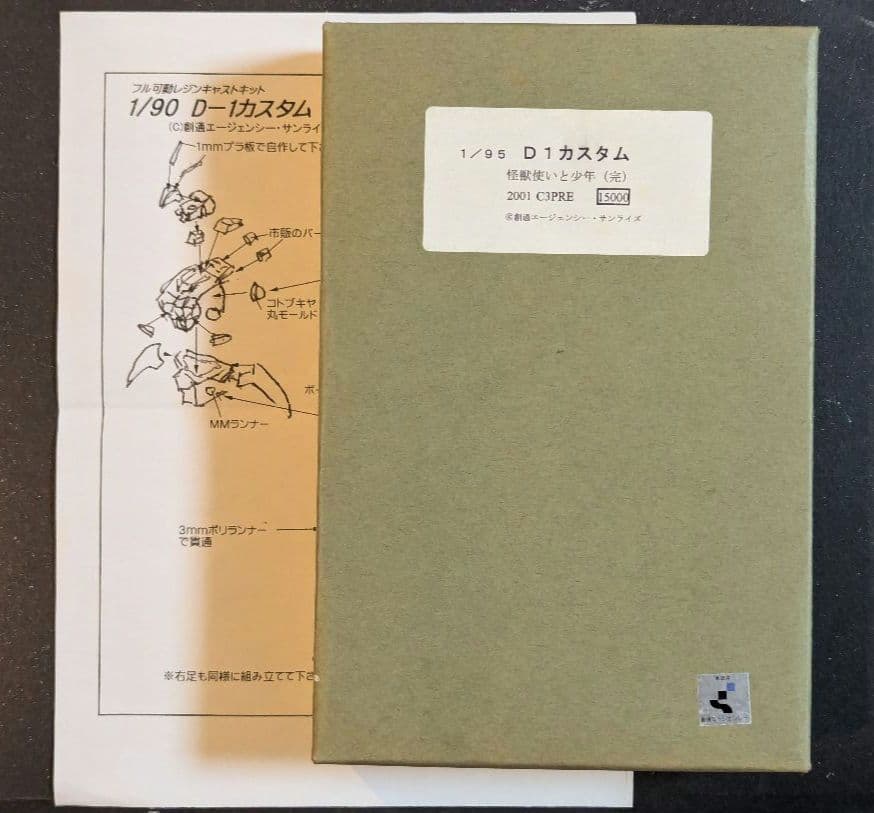 フル可動レジンキャストキット
1/90 D-1カスタム
(C)創通エージェンシー・サンライ
1mmプラ板で自作して下さ
市販のバー
コトブキヤ
丸モールド
ボー
MMランナー
3mmポリランナー
で貫通
※右足も同様に組み立てて下さ
1/95 D1カスタム
怪獣使いと少年(完)
2001 C3PRE 15000
©創通エージェンシー・サンライズ